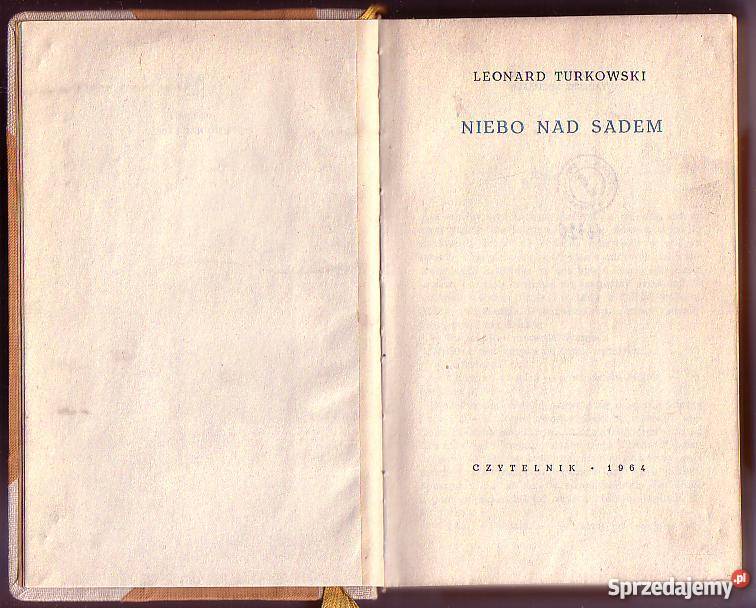 LEONARD TURKOWSKI
NIEBO NAD SADEM
CZYTELNIK • 1964
Sprzedajemy.pl